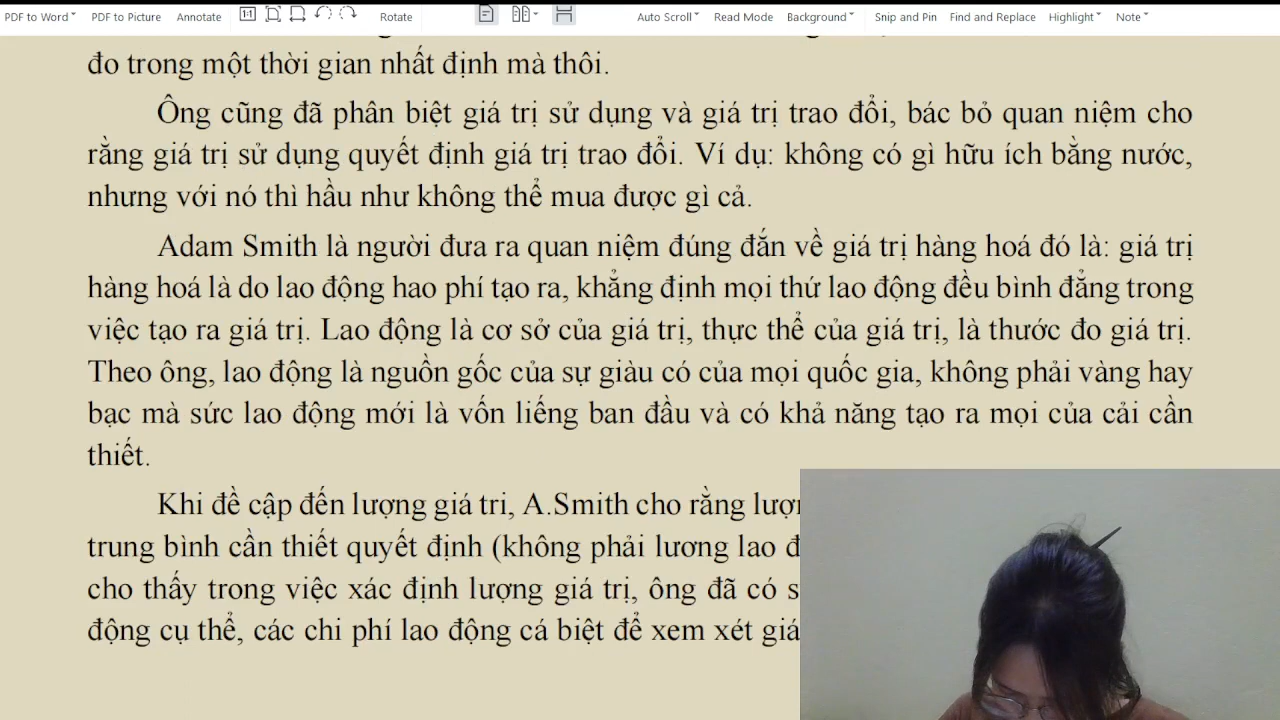 PDF to Word PDF to Picture Annotate 1:1 Rotate Auto Scroll Read Mode Background Snip and Pin Find and Replace Highlight Note
đo trong một thời gian nhất định mà thôi.
Ông cũng đã phân biệt giá trị sử dụng và giá trị trao đổi, bác bỏ quan niệm cho
rằng giá trị sử dụng quyết định giá trị trao đổi. Ví dụ: không có gì hữu ích bằng nước,
nhưng với nó thì hầu như không thể mua được gì cả.
Adam Smith là người đưa ra quan niệm đúng đắn về giá trị hàng hoá đó là: giá trị
hàng hoá là do lao động hao phí tạo ra, khẳng định mọi thứ lao động đều bình đẳng trong
việc tạo ra giá trị. Lao động là cơ sở của giá trị, thực thể của giá trị, là thước đo giá trị.
Theo ông, lao động là nguồn gốc của sự giàu có của mọi quốc gia, không phải vàng hay
bạc mà sức lao động mới là vốn liếng ban đầu và có khả năng tạo ra mọi của cải cần
thiết.
Khi đề cập đến lượng giá tri, A.Smith cho rằng
trung bình cần thiết quyết định (không phải lương lao
cho thấy trong việc xác định lượng giá trị, ông đã có
động cụ thể, các chi phí lao động cá biệt để xem xét giá